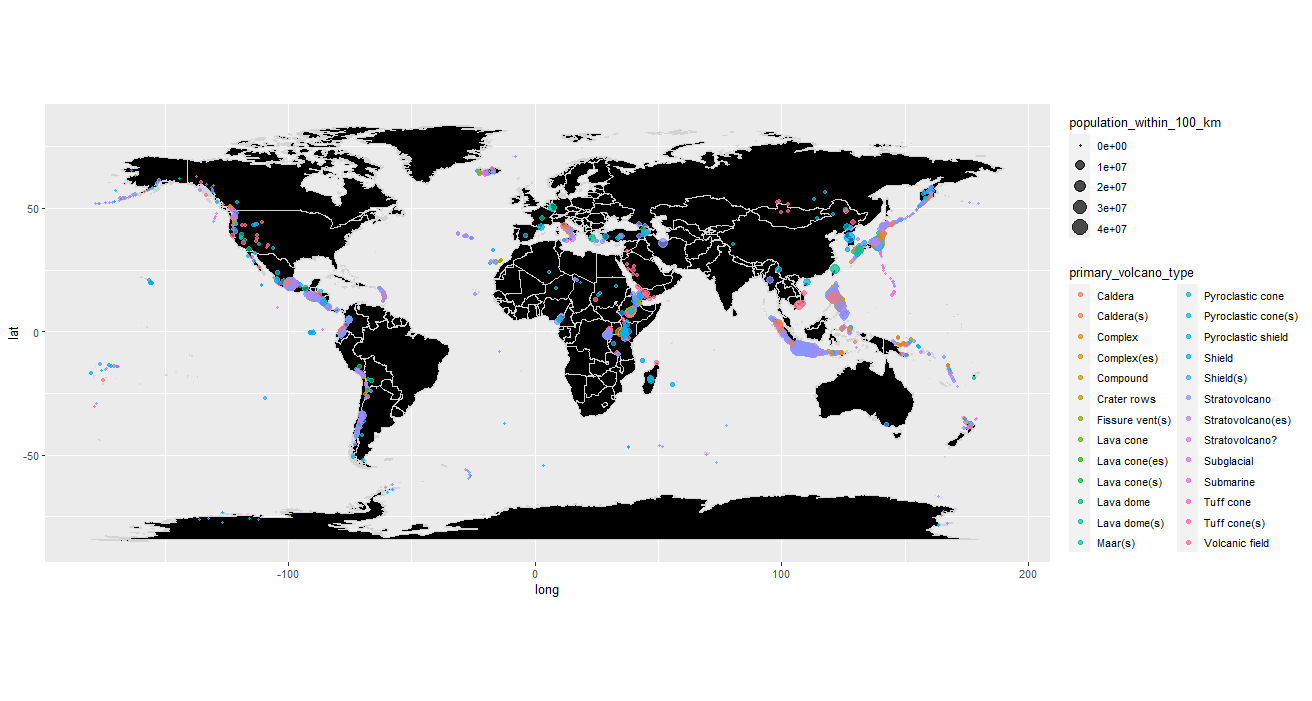 50
0
-50
lat
-100
0
100
200
long
population_within_100_km
0e+00
1e+07
2e+07
3e+07
4e+07
primary_volcano_type
Caldera
Caldera(s)
Complex
Complex(es)
Compound
Crater rows
Fissure vent(s)
Lava cone
Lava cone(es)
Lava cone(s)
Lava dome
Lava dome(s)
Maar(s)
Pyroclastic cone
Pyroclastic cone(s)
Pyroclastic shield
Shield
Shield(s)
Stratovolcano
Stratovolcano(es)
Stratovolcano?
Subglacial
Submarine
Tuff cone
Tuff cone(s)
Volcanic field